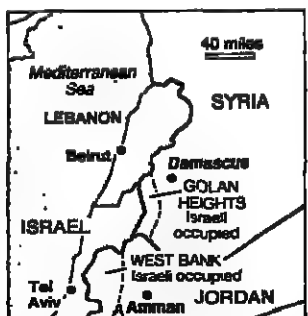 40 miles
Mediterranean
Sea
SYRIA
LEBANON
Beirut
Damascus
GOLAN
HEIGHTS
Israeli
occupied
ISRAEL
WEST BANK
Israeli occupied
Tel
Aviv
Amman
JORDAN